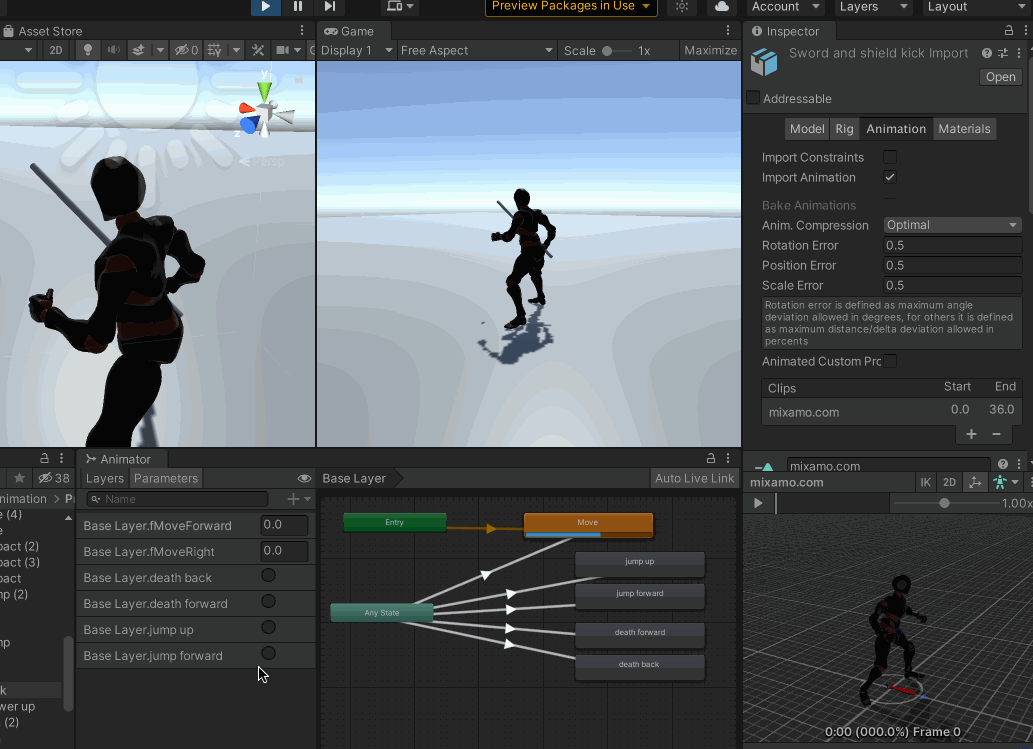 Preview Packages in Use
Account
Layers
Layout
Asset Store
Game
Inspector
2D
0
Display 1
Free Aspect
Scale
1x
Maximize
y
z
Persp
Sword and shield kick Import
Open
Addressable
Model
Rig
Animation
Materials
Import Constraints
Import Animation
Bake Animations
Anim. Compression
Optimal
Rotation Error
0.5
Position Error
0.5
Scale Error
0.5
Rotation error is defined as maximum angle
deviation allowed in degrees, for others it is defined
as maximum distance/delta deviation allowed in
percents
Animated Custom Prc
Clips
Start
End
mixamo.com
0.0
36.0
mixamo.com
mixamo.com
IK
2D
1.00x
0:00 (000.0%) Frame 0
38
nimation > P
e (4)
e
pact (2)
pact (3)
pact
np (2)
mp
k
wer up
(2)
Animator
Layers
Parameters
Name
Base Layer.fMoveForward
0.0
Base Layer.fMoveRight
0.0
Base Layer.death back
Base Layer.death forward
Base Layer.jump up
Base Layer.jump forward
Base Layer
Auto Live Link
Entry
Move
jump up
jump forward
Any State
death forward
death back